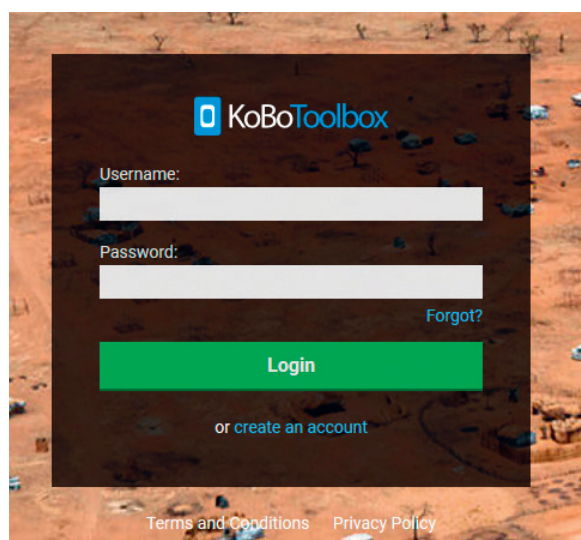 KoBoToolbox
Username:
Password:
Forgot?
Login
or create an account
Terms and Conditions Privacy Policy